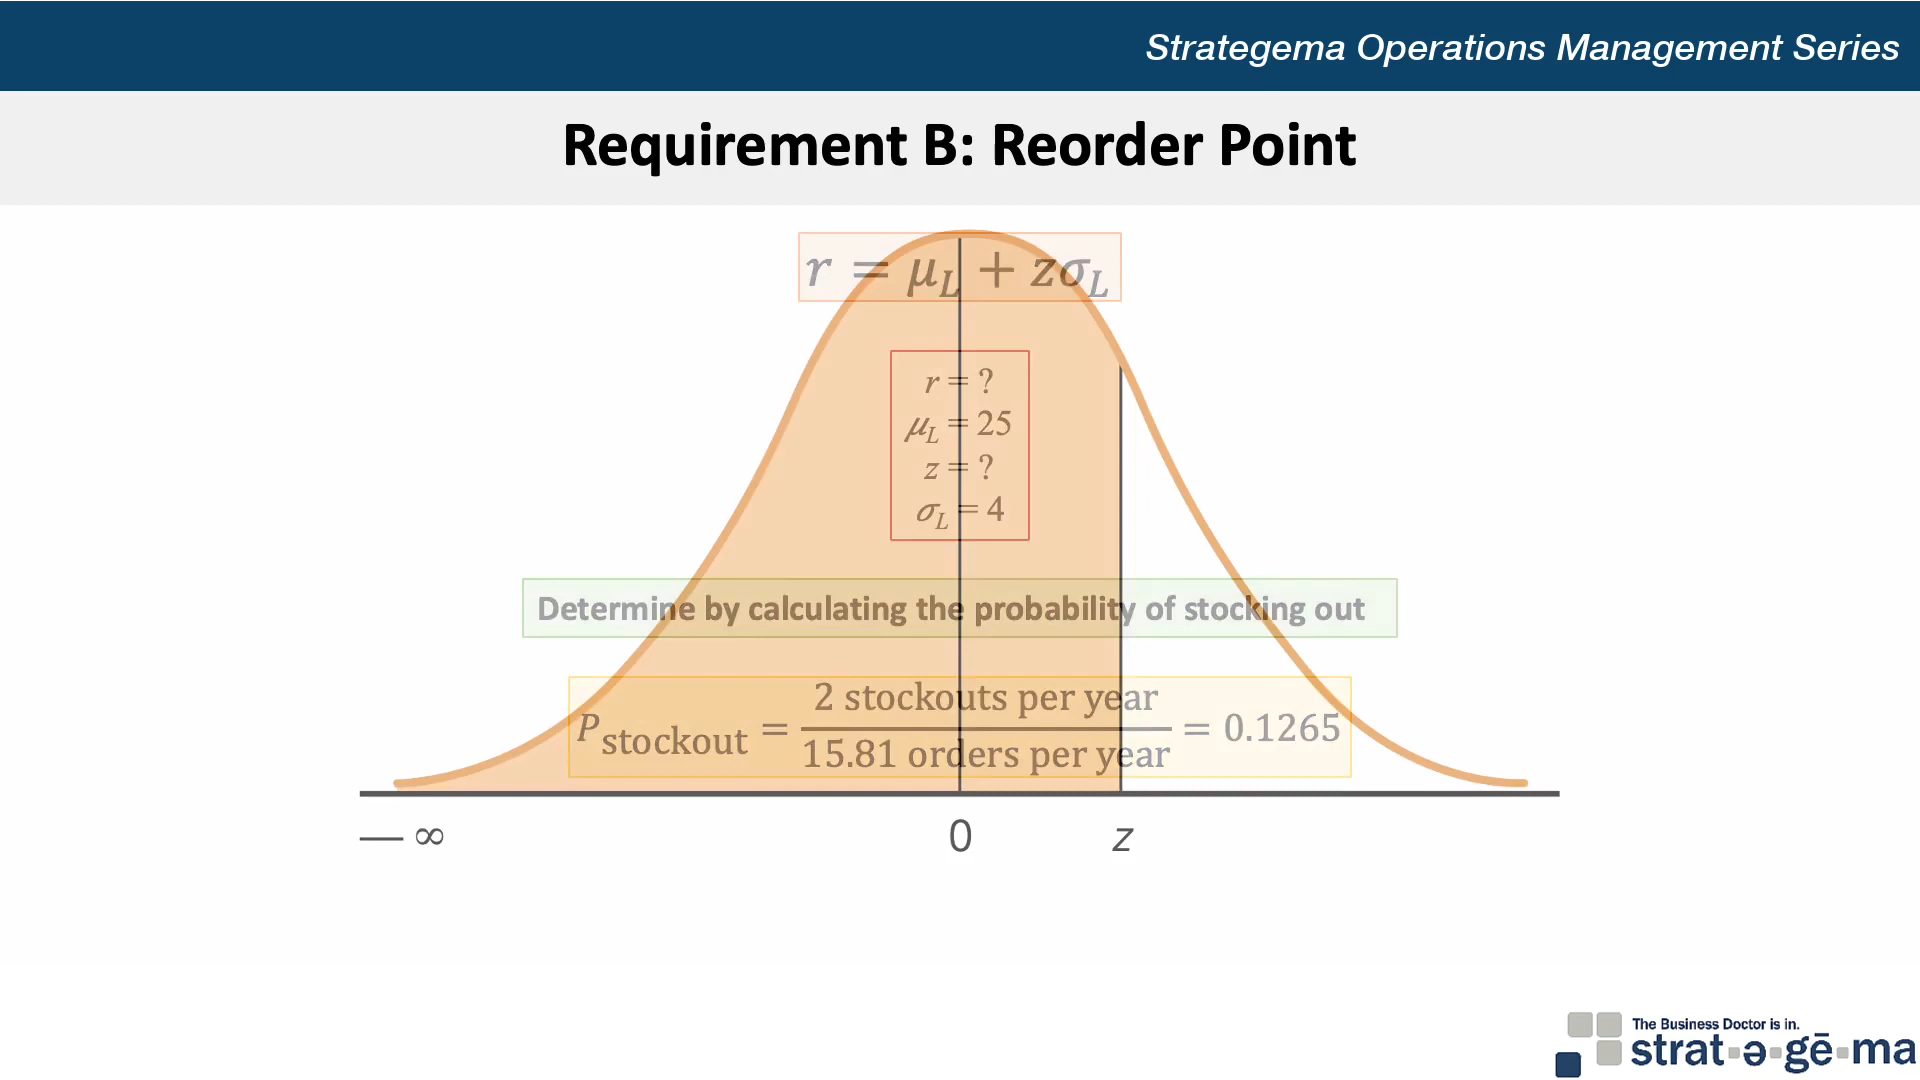 Strategema Operations Management Series
Requirement B: Reorder Point
r = μL + zσL
r = ?
μL = 25
z = ?
σL = 4
Determine by calculating the probability of stocking out
Pstockout = 2 stockouts per year / 15.81 orders per year = 0.1265
— ∞ 0 z
The Business Doctor is in.
strat▪ə▪gē▪ma